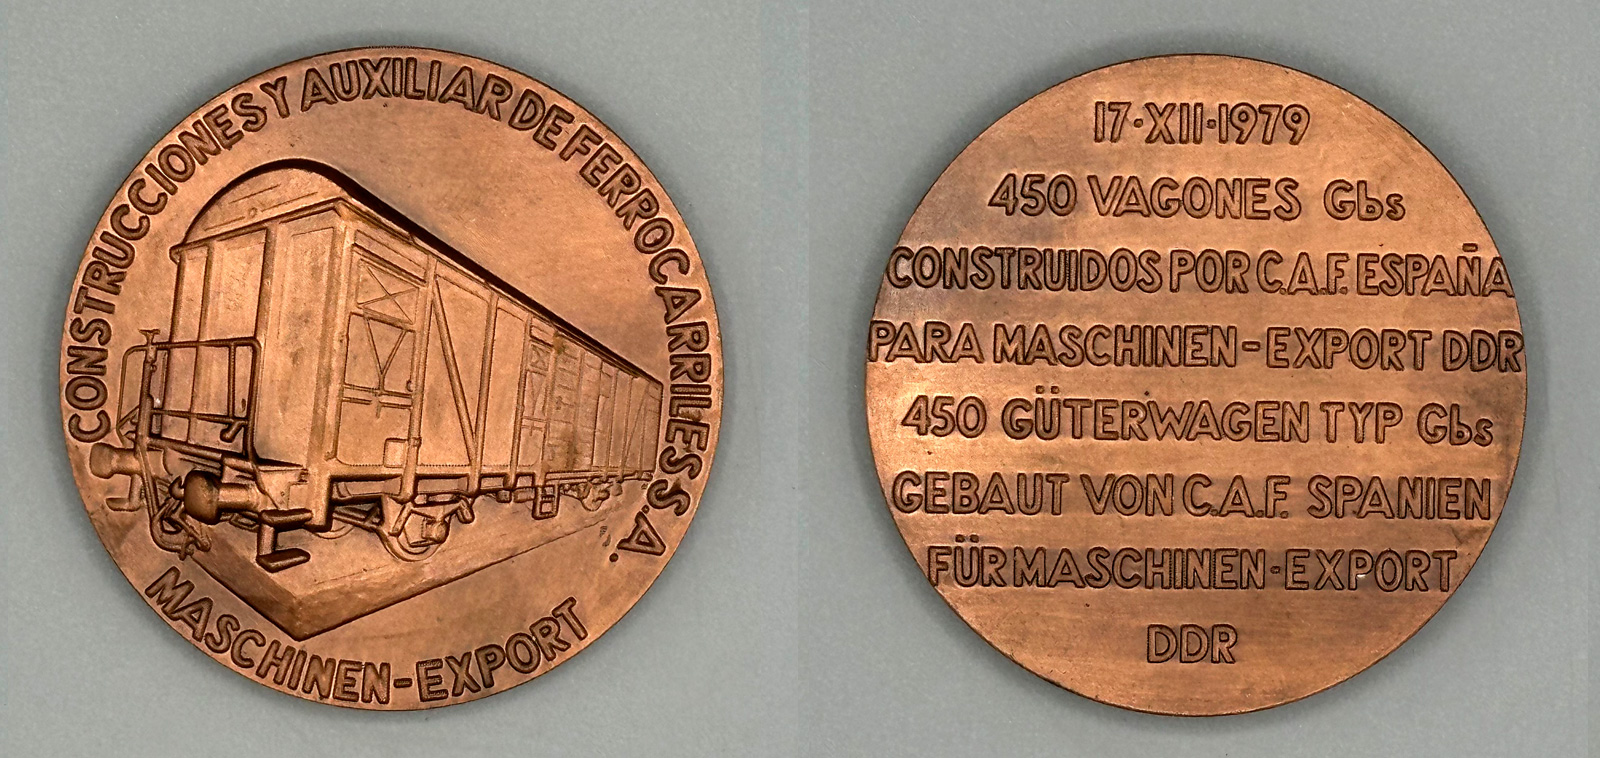 CONSTRUCCIONES Y AUXILIAR DE FERROCARRILES S.A.
MASCHINEN-EXPORT
17·XII·1979
450 VAGONES Gbs
CONSTRUIDOS POR C.A.F. ESPAÑA
PARA MASCHINEN-EXPORT DDR
450 GÜTERWAGEN TYP Gbs
GEBAUT VON C.A.F. SPANIEN
FÜR MASCHINEN-EXPORT
DDR